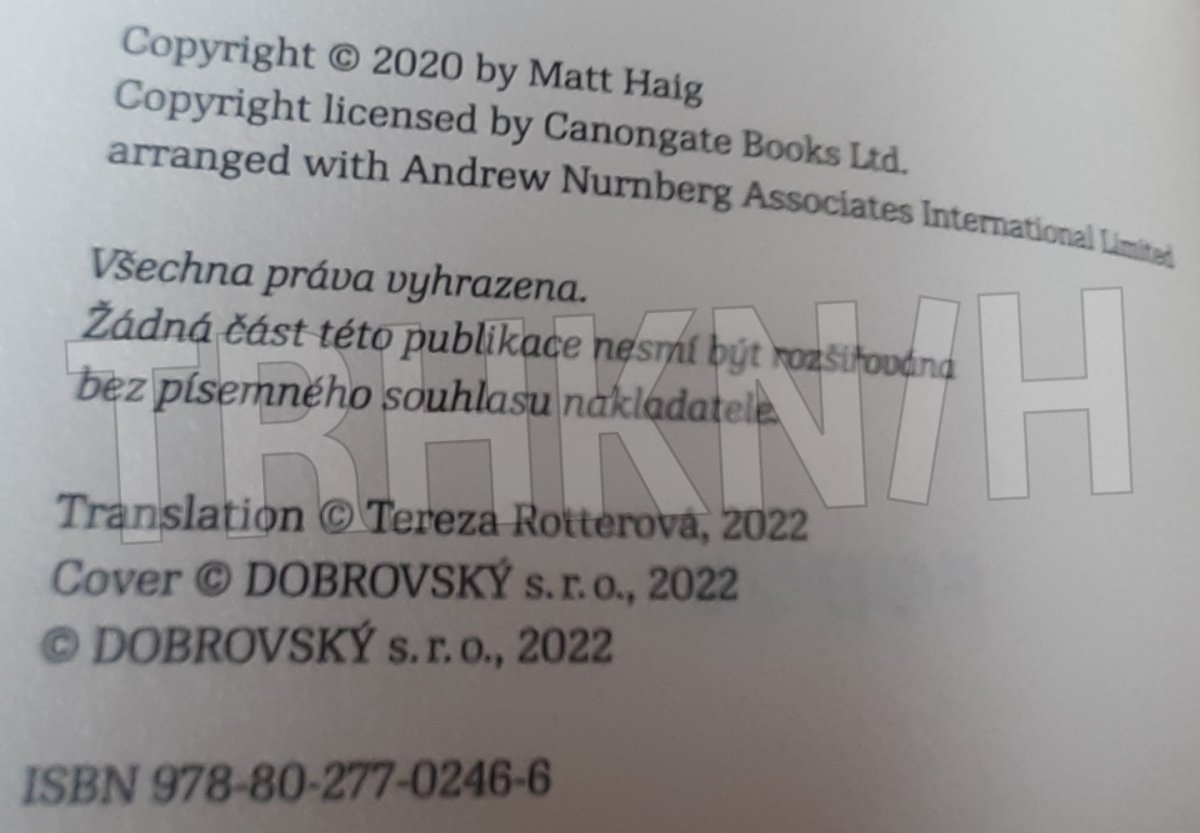 Copyright © 2020 by Matt Haig
Copyright licensed by Canongate Books Ltd.
arranged with Andrew Nurnberg Associates International Limited
Všechna práva vyhrazena.
Žádná část této publikace nesmí být rozšiřována
bez písemného souhlasu nakladatele.
TRHKN/H
Translation © Tereza Rotterová, 2022
Cover © DOBROVSKÝ s. r. o., 2022
© DOBROVSKÝ s. r. o., 2022
ISBN 978-80-277-0246-6